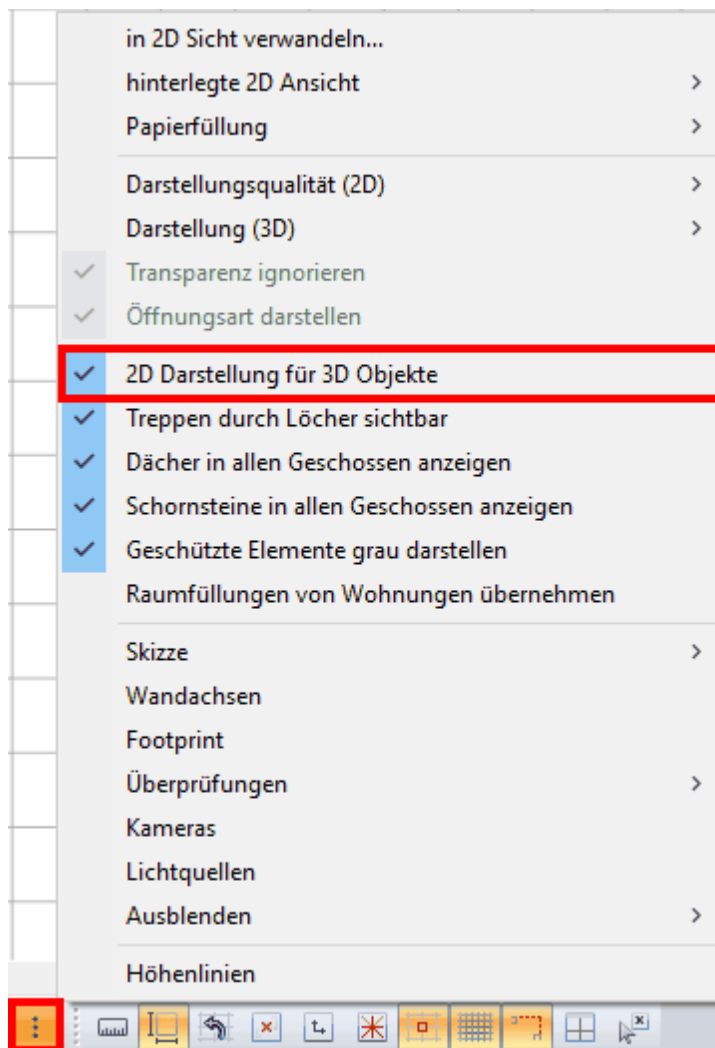 in 2D Sicht verwandeln...
hinterlegte 2D Ansicht
Papierfüllung
Darstellungsqualität (2D)
Darstellung (3D)
Transparenz ignorieren
Öffnungsart darstellen
2D Darstellung für 3D Objekte
Treppen durch Löcher sichtbar
Dächer in allen Geschossen anzeigen
Schornsteine in allen Geschossen anzeigen
Geschützte Elemente grau darstellen
Raumfüllungen von Wohnungen übernehmen
Skizze
Wandachsen
Footprint
Überprüfungen
Kameras
Lichtquellen
Ausblenden
Höhenlinien